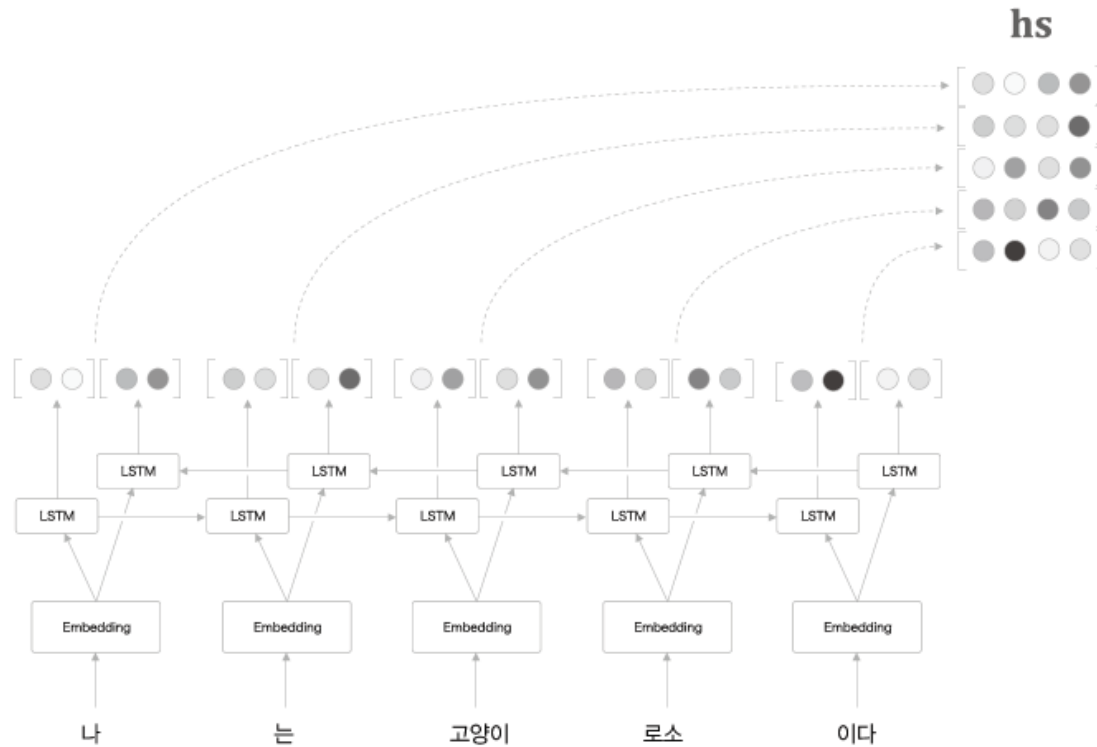 hs
LSTM LSTM LSTM LSTM LSTM
LSTM LSTM LSTM LSTM LSTM
Embedding Embedding Embedding Embedding Embedding
나 는 고양이 로소 이다